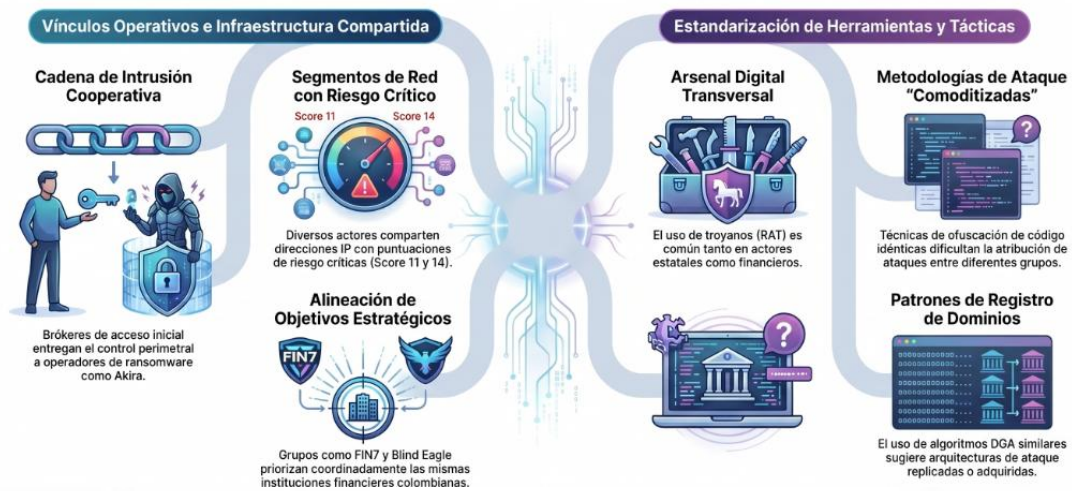 Vínculos Operativos e Infraestructura Compartida
Cadena de Intrusión
Cooperativa
Brókeres de acceso inicial
entregan el control perimetral
a operadores de ransomware
como Akira.
Segmentos de Red
con Riesgo Crítico
Score 11
Score 14
Diversos actores comparten
direcciones IP con puntuaciones
de riesgo críticas (Score 11 y 14).
Alineación de
Objetivos Estratégicos
FIN7
Grupos como FIN7 y Blind Eagle
priorizan coordinadamente las mismas
instituciones financieras colombianas.
Estandarización de Herramientas y Tácticas
Arsenal Digital
Transversal
El uso de troyanos (RAT) es
común tanto en actores
estatales como financieros.
?
Metodologías de Ataque
“Comoditizadas”
?
Técnicas de ofuscación de código
idénticas dificultan la atribución de
ataques entre diferentes grupos.
Patrones de Registro
de Dominios
El uso de algoritmos DGA similares
sugiere arquitecturas de ataque
replicadas o adquiridas.